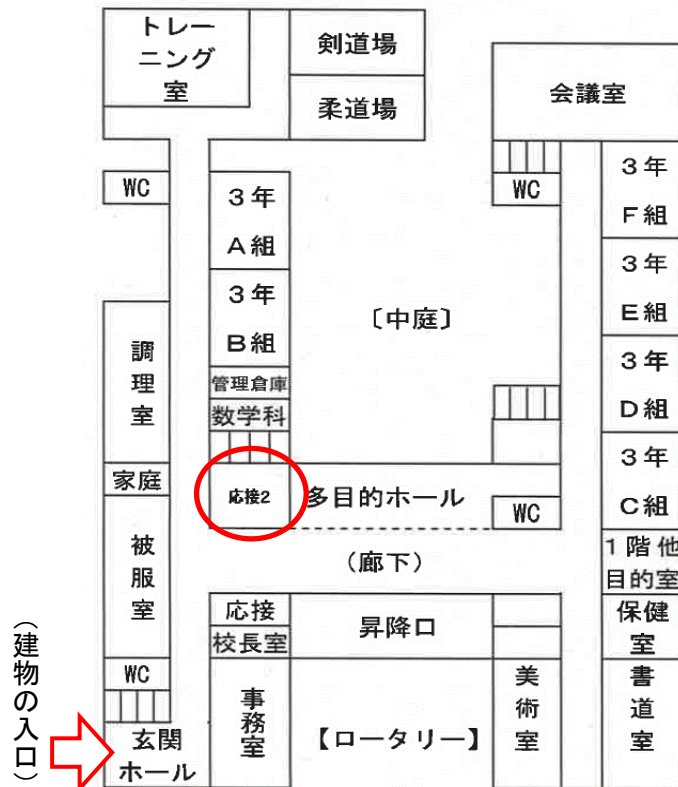 トレー
ニング
室
剣道場
柔道場
会議室
WC
WC
3年
A組
3年
F組
3年
B組
〔中庭〕
3年
E組
管理倉庫
数学科
調
理
室
3年
D組
家庭
応接2
多目的ホール
WC
3年
C組
被
服
室
(廊下)
1階他
目的室
応接
校長室
昇降口
保健
室
WC
事
務
室
【ロータリー】
美
術
室
書
道
室
玄関
ホール
(建物の入口)